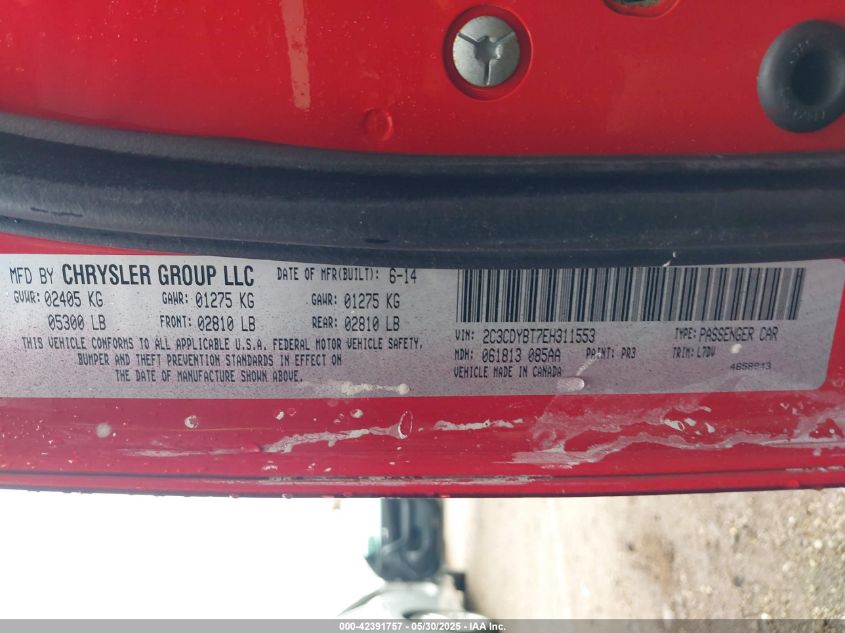 MFD BY CHRYSLER GROUP LLC DATE OF MFR(BUILT): 6-14
GVWR: 02405 KG GAWR: 01275 KG GAWR: 01275 KG
05300 LB FRONT: 02810 LB REAR: 02810 LB
THIS VEHICLE CONFORMS TO ALL APPLICABLE U.S.A. FEDERAL MOTOR VEHICLE SAFETY,
BUMPER AND THEFT PREVENTION STANDARDS IN EFFECT ON
THE DATE OF MANUFACTURE SHOWN ABOVE.
VIN: 2C3CDYBT7EH311553 TYPE: PASSENGER CAR
MDH: 061813 085AA PAINT: PR3 TRIM: L7DV
VEHICLE MADE IN CANADA
000-42391757 - 05/30/2025 - IAA Inc.